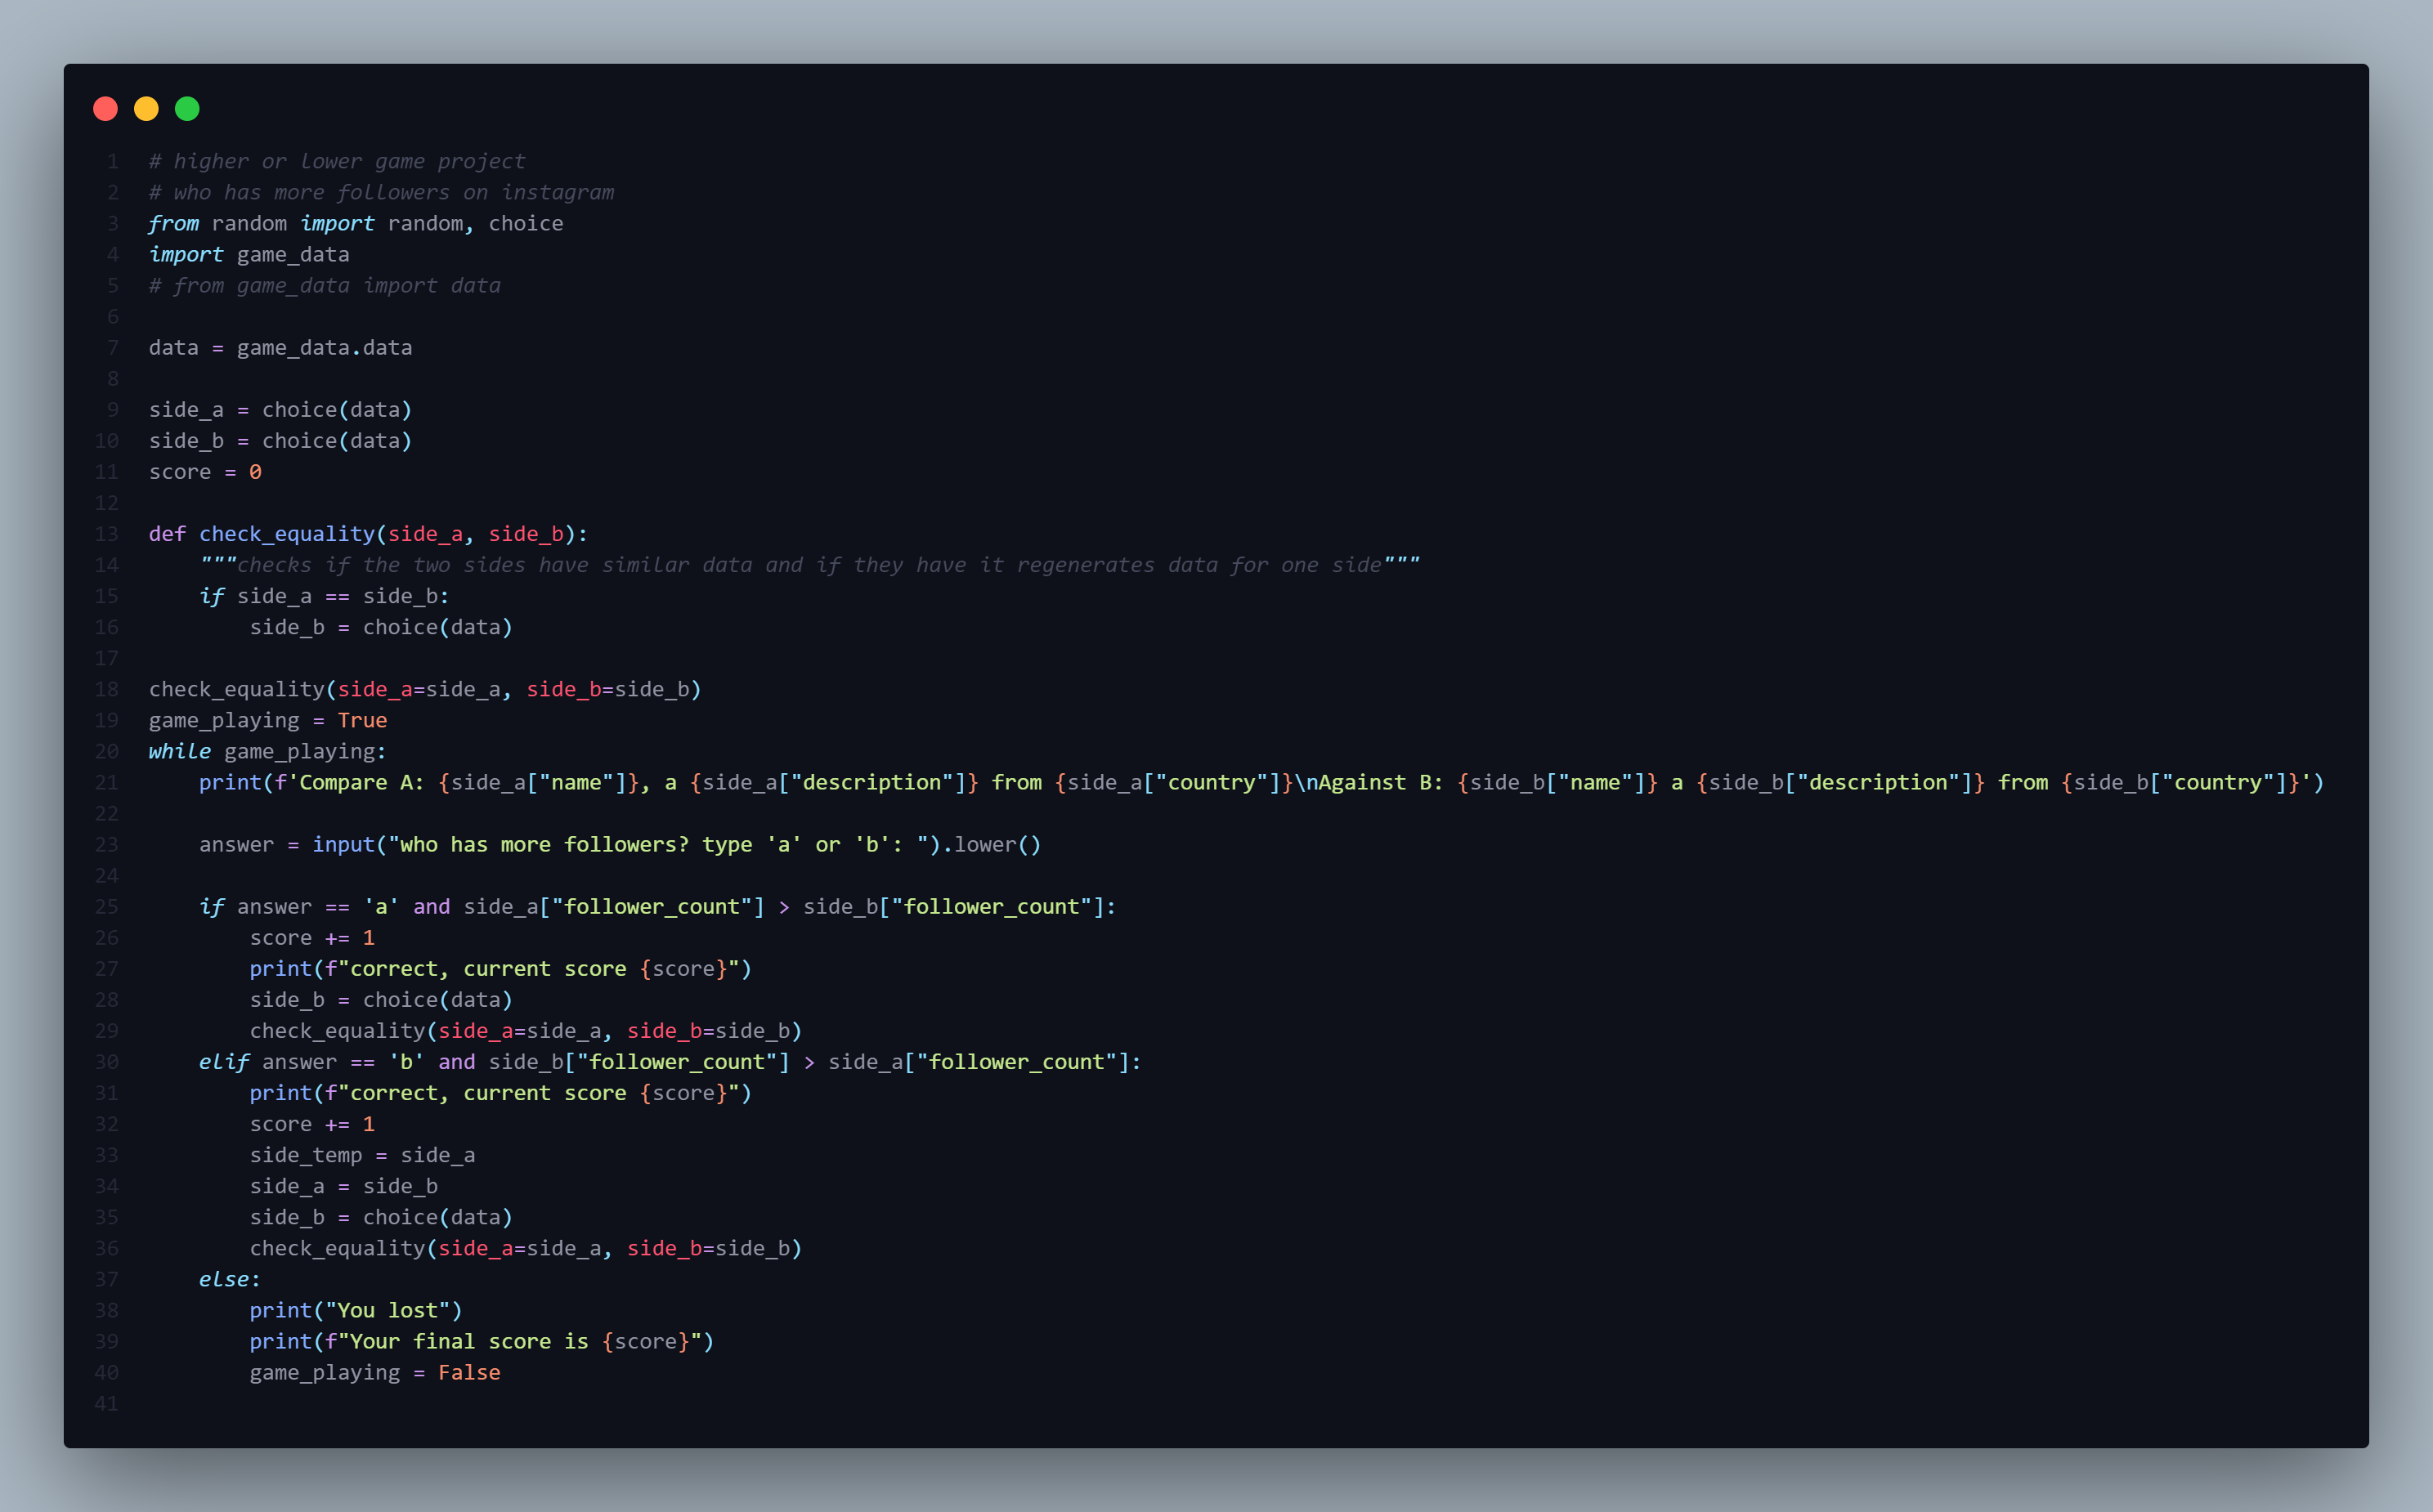 1 # higher or lower game project
2 # who has more followers on instagram
3 from random import random, choice
4 import game_data
5 # from game_data import data
6
7 data = game_data.data
8
9 side_a = choice(data)
10 side_b = choice(data)
11 score = 0
12
13 def check_equality(side_a, side_b):
14     """checks if the two sides have similar data and if they have it regenerates data for one side"""
15     if side_a == side_b:
16         side_b = choice(data)
17
18 check_equality(side_a=side_a, side_b=side_b)
19 game_playing = True
20 while game_playing:
21     print(f'Compare A: {side_a["name"]}, a {side_a["description"]} from {side_a["country"]}\nAgainst B: {side_b["name"]} a {side_b["description"]} from {side_b["country"]}')
22
23     answer = input("who has more followers? type 'a' or 'b': ").lower()
24
25     if answer == 'a' and side_a["follower_count"] > side_b["follower_count"]:
26         score += 1
27         print(f"correct, current score {score}")
28         side_b = choice(data)
29         check_equality(side_a=side_a, side_b=side_b)
30     elif answer == 'b' and side_b["follower_count"] > side_a["follower_count"]:
31         print(f"correct, current score {score}")
32         score += 1
33         side_temp = side_a
34         side_a = side_b
35         side_b = choice(data)
36         check_equality(side_a=side_a, side_b=side_b)
37     else:
38         print("You lost")
39         print(f"Your final score is {score}")
40         game_playing = False
41